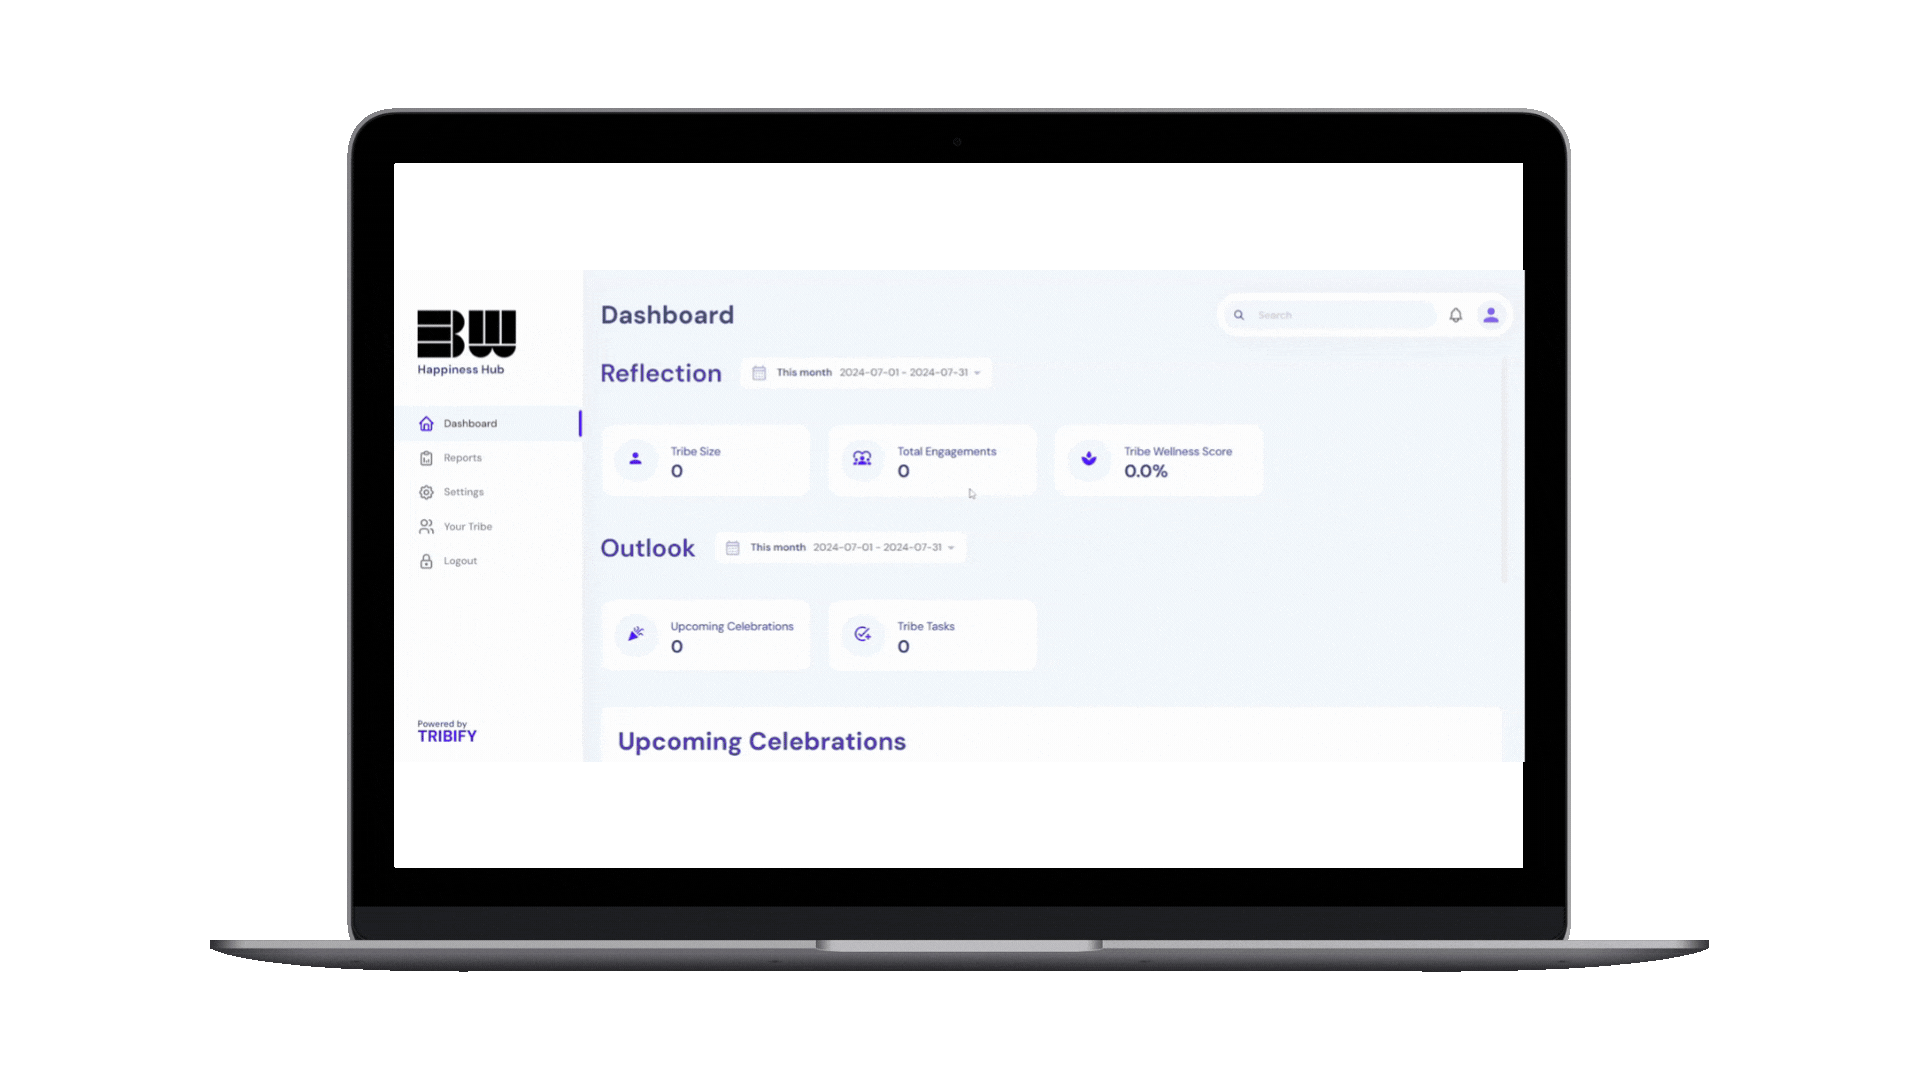 BW
Happiness Hub
Dashboard
Reports
Settings
Your Tribe
Logout
Powered by
TRIBIFY
Dashboard
Search
Reflection
This month 2024-07-01 - 2024-07-31
Tribe Size
0
Total Engagements
0
Tribe Wellness Score
0.0%
Outlook
This month 2024-07-01 - 2024-07-31
Upcoming Celebrations
0
Tribe Tasks
0
Upcoming Celebrations